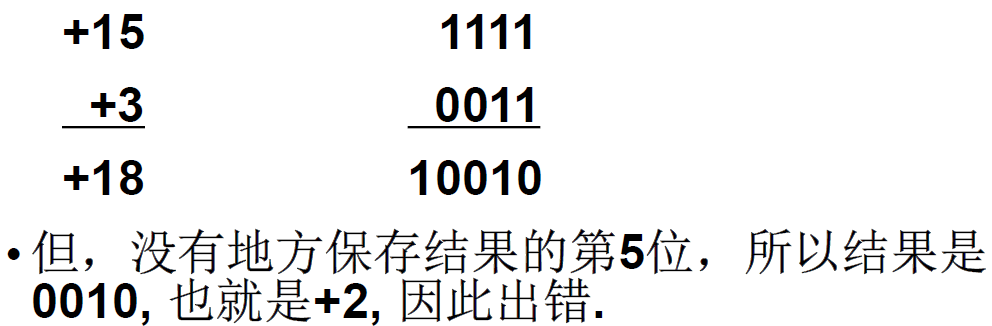 +15 1111
+3 0011
+18 10010
• 但，没有地方保存结果的第5位，所以结果是
0010, 也就是+2, 因此出错.